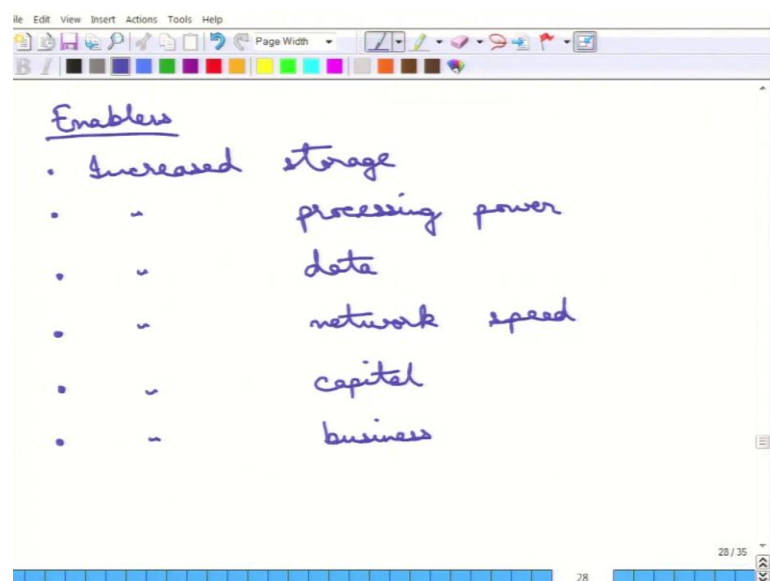 ile Edit View Insert Actions Tools Help
Page Width
B I
Enablers
• Increased storage
• " processing power
• " data
• " network speed
• " capital
• " business
28 / 35
28